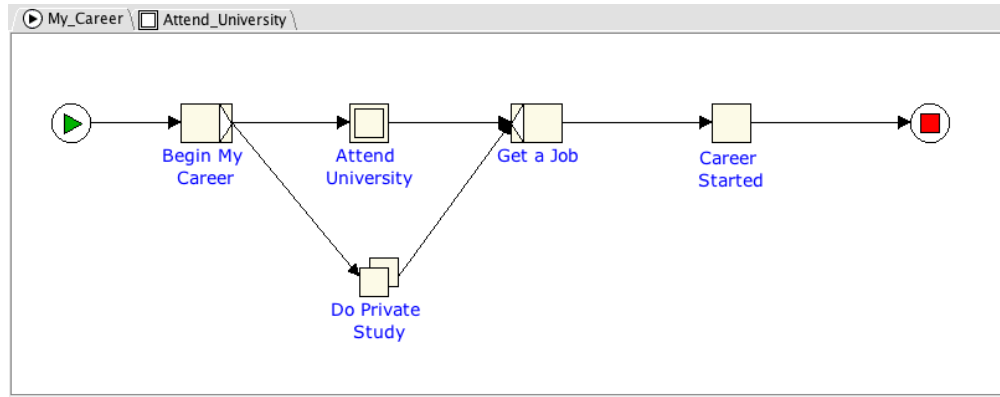 My_Career
Attend_University
Begin My
Career
Attend
University
Get a Job
Career
Started
Do Private
Study